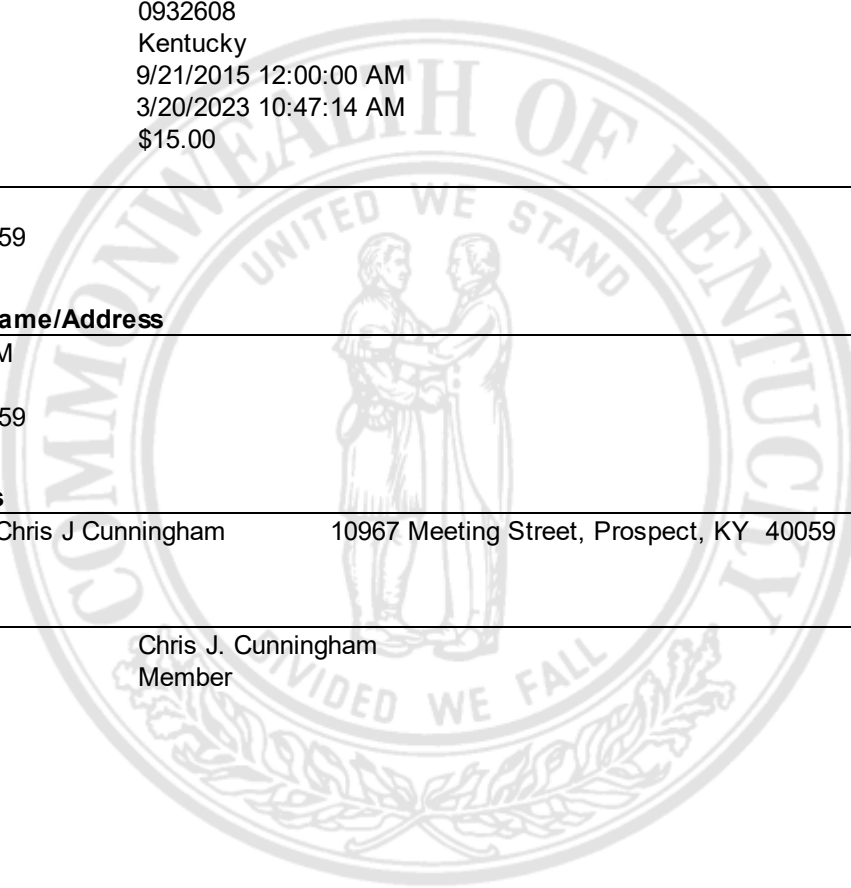 0932608
Kentucky
9/21/2015 12:00:00 AM
3/20/2023 10:47:14 AM
$15.00
59
ame/Address
M
59
s
Chris J Cunningham 10967 Meeting Street, Prospect, KY 40059
Chris J. Cunningham
Member
COMMONWEALTH OF KENTUCKY
UNITED WE STAND
DIVIDED WE FALL